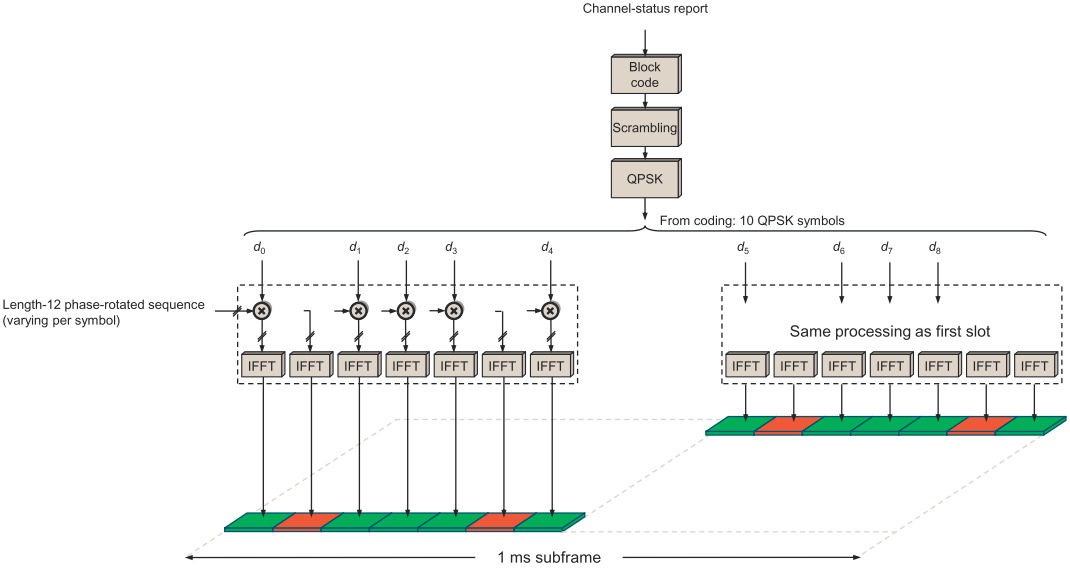 Channel-status report
Block
code
Scrambling
QPSK
From coding: 10 QPSK symbols
d0 d1 d2 d3 d4 d5 d6 d7 d8
Length-12 phase-rotated sequence
(varying per symbol)
Same processing as first slot
IFFT IFFT IFFT IFFT IFFT IFFT IFFT IFFT IFFT IFFT IFFT IFFT IFFT IFFT
1 ms subframe